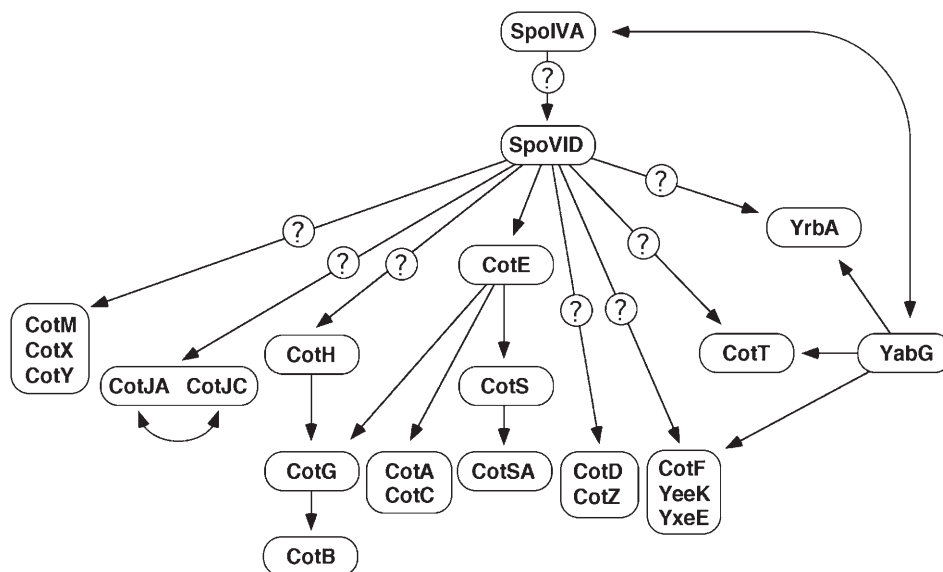 SpoIVA
?
SpoVID
?
YrbA
?
?
?
?
CotE
?
?
CotM
CotX
CotY
CotH
CotT
YabG
CotJA CotJC
CotS
CotG
CotA
CotC
CotSA
CotD
CotZ
CotF
YeeK
YxeE
CotB